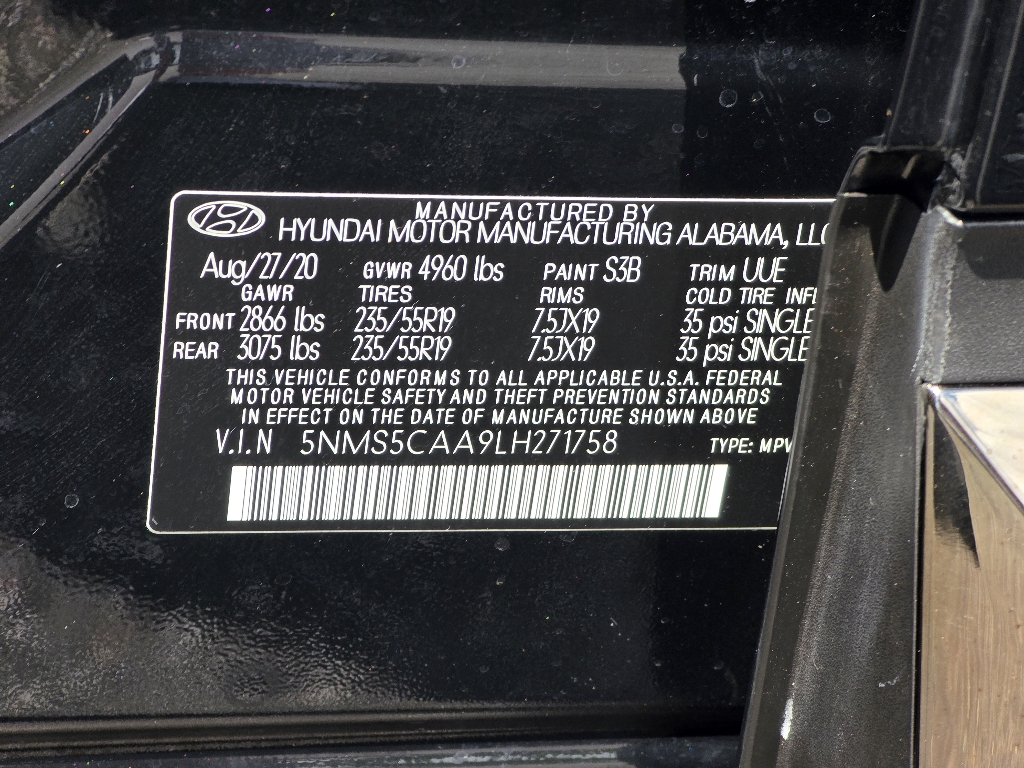 MANUFACTURED BY
HYUNDAI MOTOR MANUFACTURING ALABAMA, LLC
Aug/27/20 GVWR 4960 lbs PAINT S3B TRIM UUE
GAWR TIRES RIMS COLD TIRE INFL
FRONT 2866 lbs 235/55R19 7.5JX19 35 psi SINGLE
REAR 3075 lbs 235/55R19 7.5JX19 35 psi SINGLE
THIS VEHICLE CONFORMS TO ALL APPLICABLE U.S.A. FEDERAL
MOTOR VEHICLE SAFETY AND THEFT PREVENTION STANDARDS
IN EFFECT ON THE DATE OF MANUFACTURE SHOWN ABOVE
V.I.N 5NMS5CAA9LH271758 TYPE: MPV